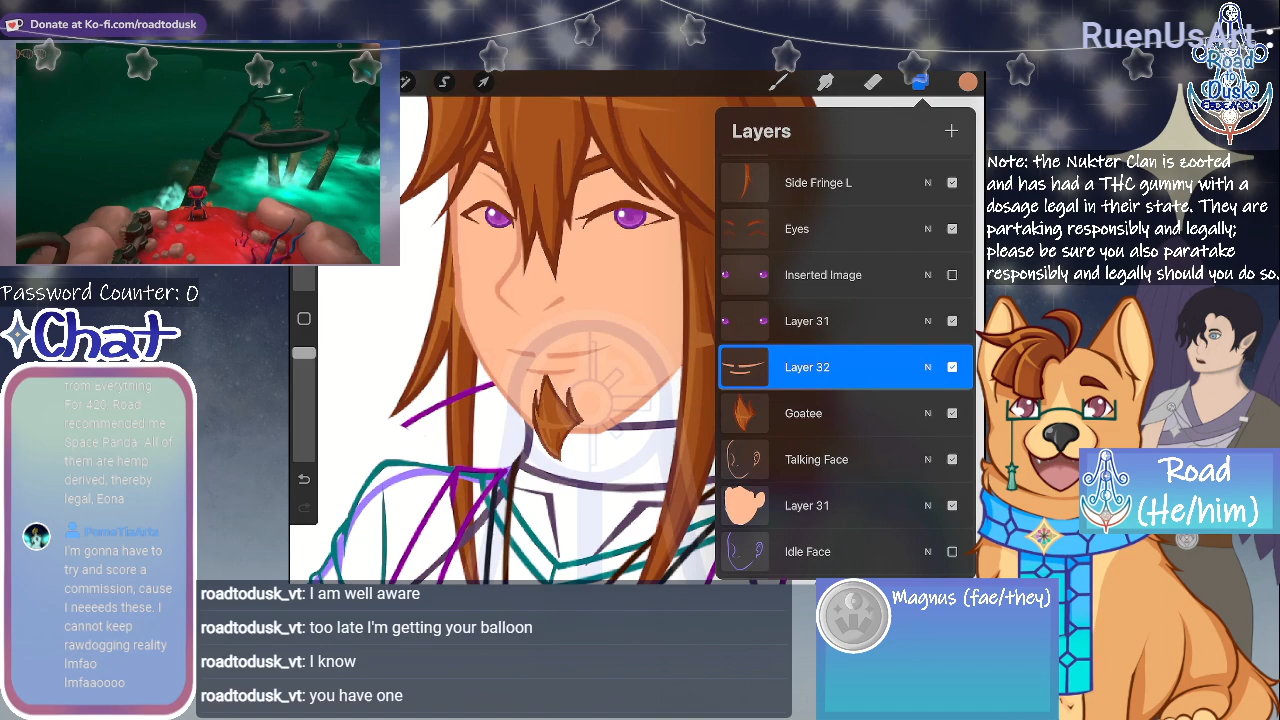 Donate at Ko-fi.com/roadtodusk
RuenUsArt
Road
to
Dusk
EDUCATION
Layers
Side Fringe L
N
Eyes
N
Inserted Image
N
Layer 31
N
Layer 32
N
Goatee
N
Talking Face
N
Layer 31
N
Idle Face
N
Note: the Nukter Clan is zooted
and has had a THC gummy with a
dosage legal in their state. They are
partaking responsibly and legally;
please be sure you also paratake
responsibly and legally should you do so.
Password Counter: 0
Chat
from Everything
For 420. Road
recommended me
Space Panda. All of
them are hemp
derived, thereby
legal, Eona
PomeTiaArts
I'm gonna have to
try and score a
commission, cause
I neeeeds these. I
cannot keep
rawdogging reality
lmfao
lmfaaoooo
roadtodusk_vt: I am well aware
roadtodusk_vt: too late I'm getting your balloon
roadtodusk_vt: I know
roadtodusk_vt: you have one
Road
(He/him)
Magnus (fae/they)